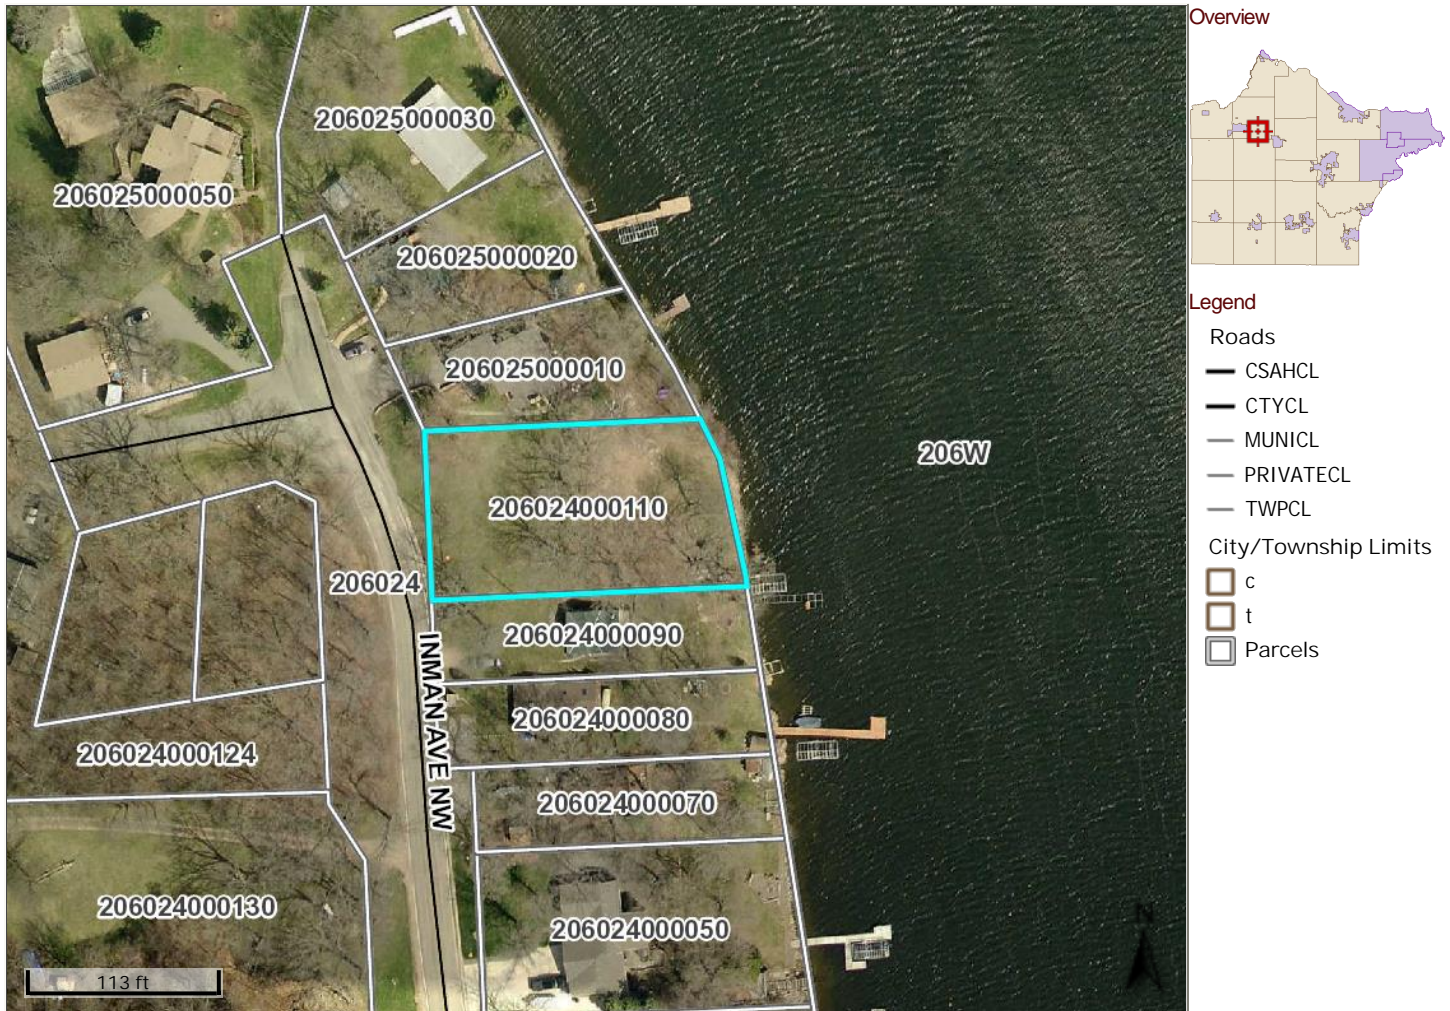 206025000030
206025000050
206025000020
206025000010
206W
206024000110
206024
206024000090
INMAN AVE NW
206024000080
206024000124
206024000070
206024000130
206024000050
113 ft
N
Overview
Legend
Roads
CSAHCL
CTYCL
MUNICL
PRIVATECL
TWPCL
City/Township Limits
c
t
Parcels